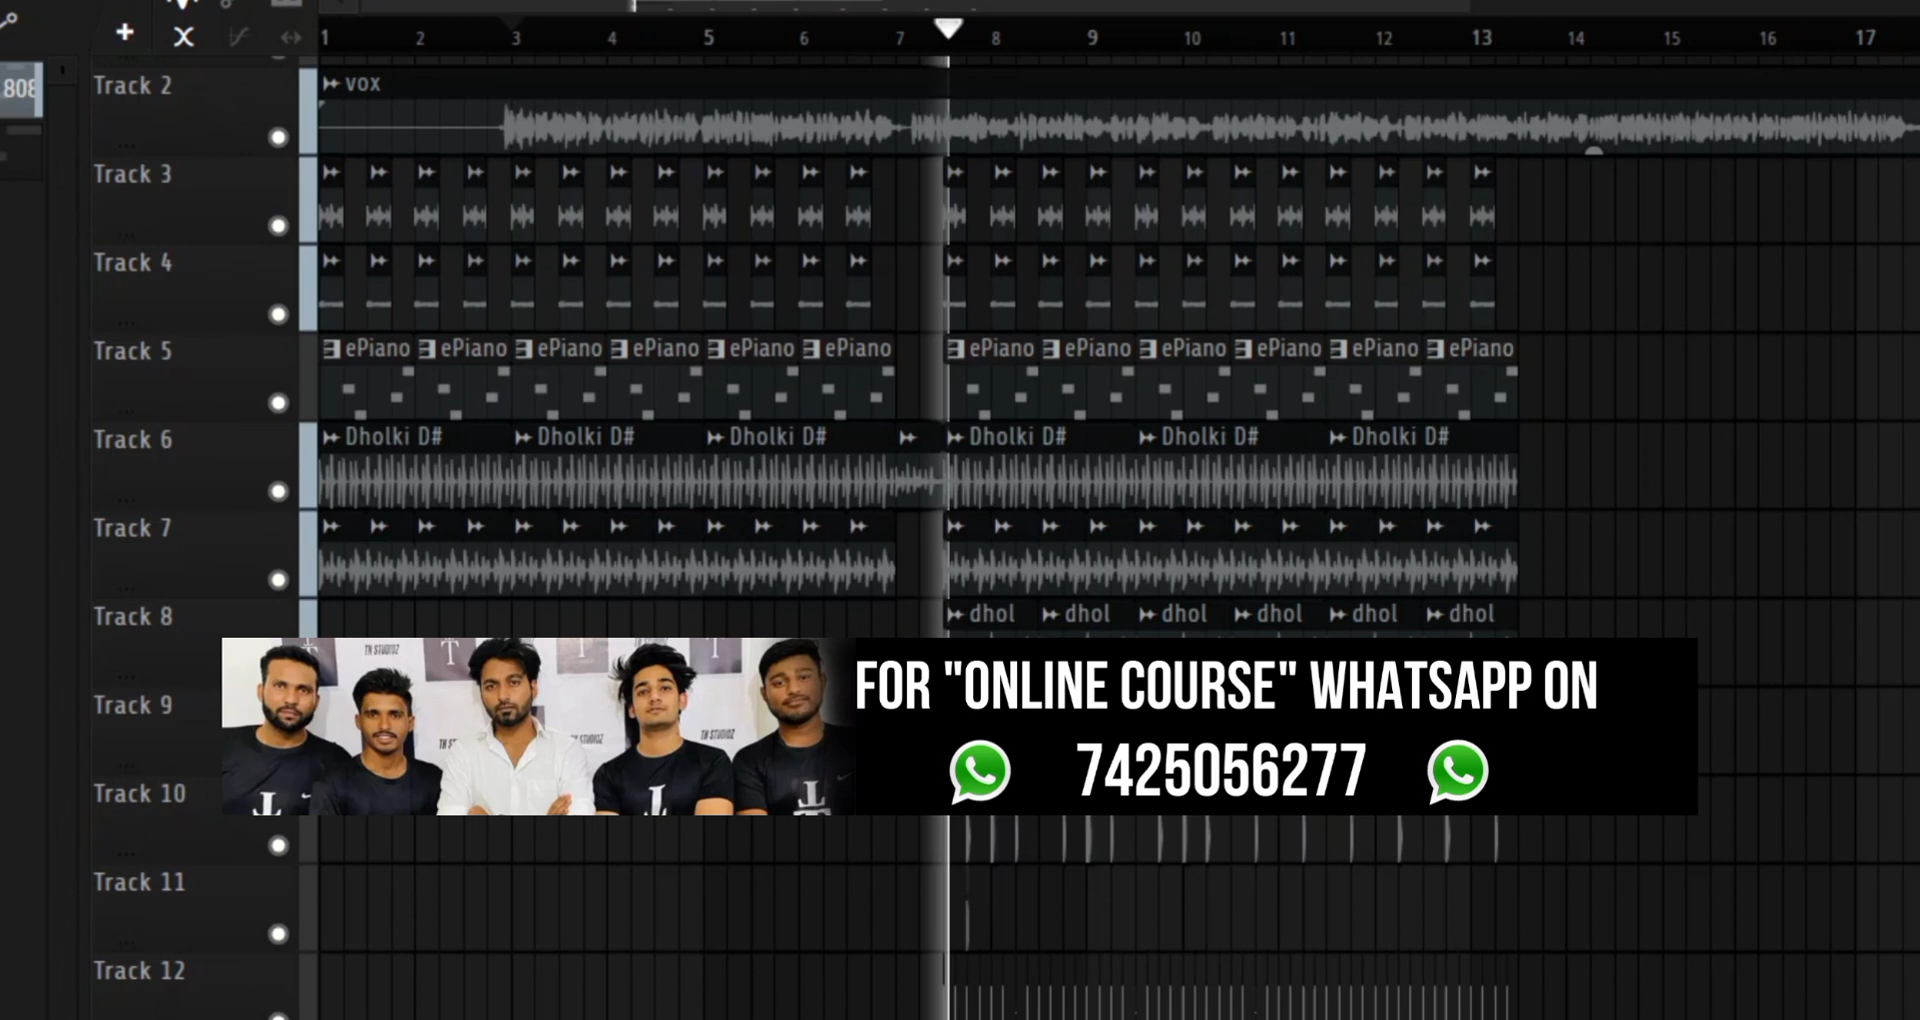 1 2 3 4 5 6 7 8 9 10 11 12 13 14 15 16 17
808
Track 2
vox
Track 3
Track 4
Track 5
ePiano ePiano ePiano ePiano ePiano ePiano ePiano ePiano ePiano ePiano ePiano ePiano
Track 6
Dholki D# Dholki D# Dholki D# Dholki D# Dholki D# Dholki D#
Track 7
Track 8
dhol dhol dhol dhol dhol dhol
TN STUDIOZ
T
FOR "ONLINE COURSE" WHATSAPP ON
7425056277
Track 9
Track 10
Track 11
Track 12